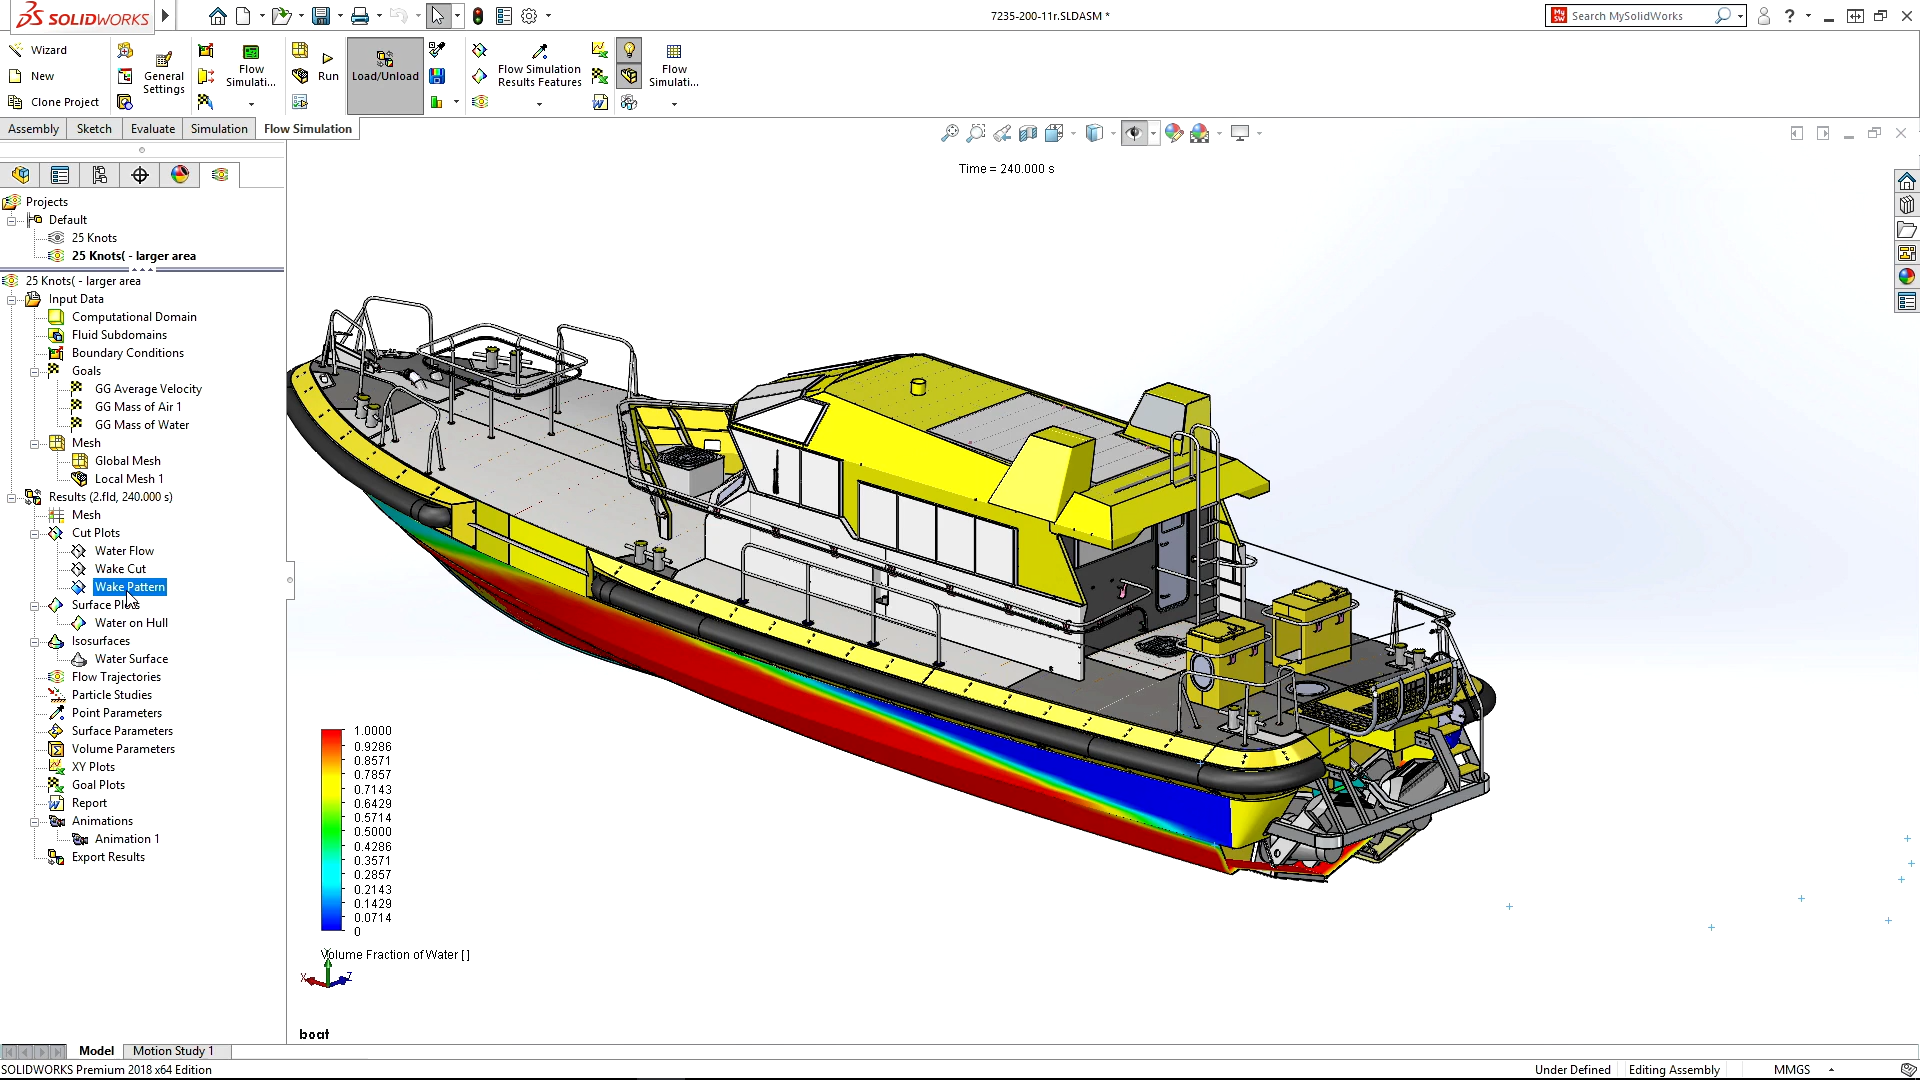 SOLIDWORKS
7235-200-11r.SLDASM *
Search MySolidWorks
Wizard
New
Clone Project
General
Settings
Flow
Simulati...
Run
Load/Unload
Flow Simulation
Results Features
Flow
Simulati...
Assembly
Sketch
Evaluate
Simulation
Flow Simulation
Time = 240.000 s
Projects
Default
25 Knots
25 Knots( - larger area
25 Knots( - larger area
Input Data
Computational Domain
Fluid Subdomains
Boundary Conditions
Goals
GG Average Velocity
GG Mass of Air 1
GG Mass of Water
Mesh
Global Mesh
Local Mesh 1
Results (2.fld, 240.000 s)
Mesh
Cut Plots
Water Flow
Wake Cut
Wake Pattern
Surface Plots
Water on Hull
Isosurfaces
Water Surface
Flow Trajectories
Particle Studies
Point Parameters
Surface Parameters
Volume Parameters
XY Plots
Goal Plots
Report
Animations
Animation 1
Export Results
1.0000
0.9286
0.8571
0.7857
0.7143
0.6429
0.5714
0.5000
0.4286
0.3571
0.2857
0.2143
0.1429
0.0714
0
Volume Fraction of Water [ ]
Y
X
Z
boat
Model
Motion Study 1
SOLIDWORKS Premium 2018 x64 Edition
Under Defined
Editing Assembly
MMGS